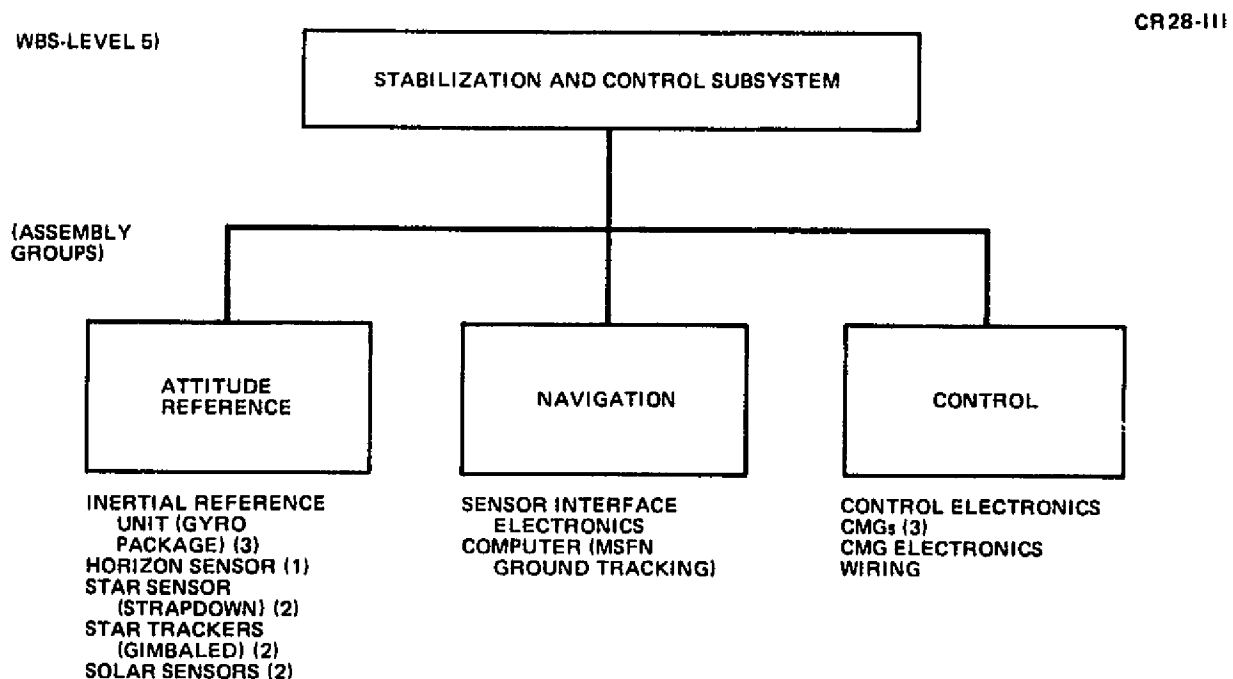 CR28-III
WBS-LEVEL 5)
STABILIZATION AND CONTROL SUBSYSTEM
(ASSEMBLY
GROUPS)
ATTITUDE
REFERENCE
NAVIGATION
CONTROL
INERTIAL REFERENCE
UNIT (GYRO
PACKAGE) (3)
HORIZON SENSOR (1)
STAR SENSOR
(STRAPDOWN) (2)
STAR TRACKERS
(GIMBALED) (2)
SOLAR SENSORS (2)
SENSOR INTERFACE
ELECTRONICS
COMPUTER (MSFN
GROUND TRACKING)
CONTROL ELECTRONICS
CMGs (3)
CMG ELECTRONICS
WIRING